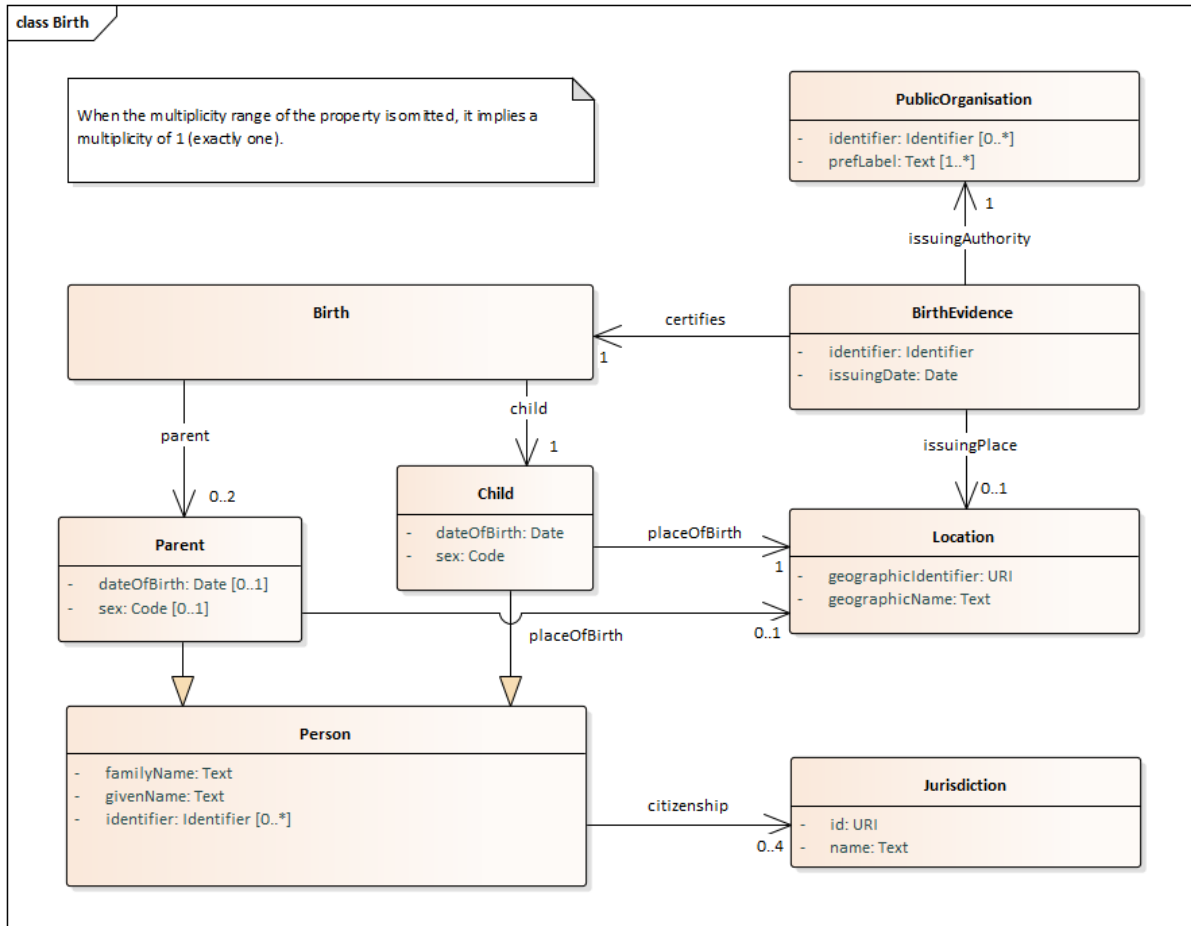 class Birth
When the multiplicity range of the property is omitted, it implies a
multiplicity of 1 (exactly one).
PublicOrganisation
- identifier: Identifier [0..*]
- prefLabel: Text [1..*]
1
issuingAuthority
Birth
certifies
1
BirthEvidence
- identifier: Identifier
- issuingDate: Date
parent
0..2
child
1
issuingPlace
0..1
Parent
- dateOfBirth: Date [0..1]
- sex: Code [0..1]
Child
- dateOfBirth: Date
- sex: Code
placeOfBirth
1
placeOfBirth
0..1
Location
- geographicIdentifier: URI
- geographicName: Text
Person
- familyName: Text
- givenName: Text
- identifier: Identifier [0..*]
citizenship
0..4
Jurisdiction
- id: URI
- name: Text